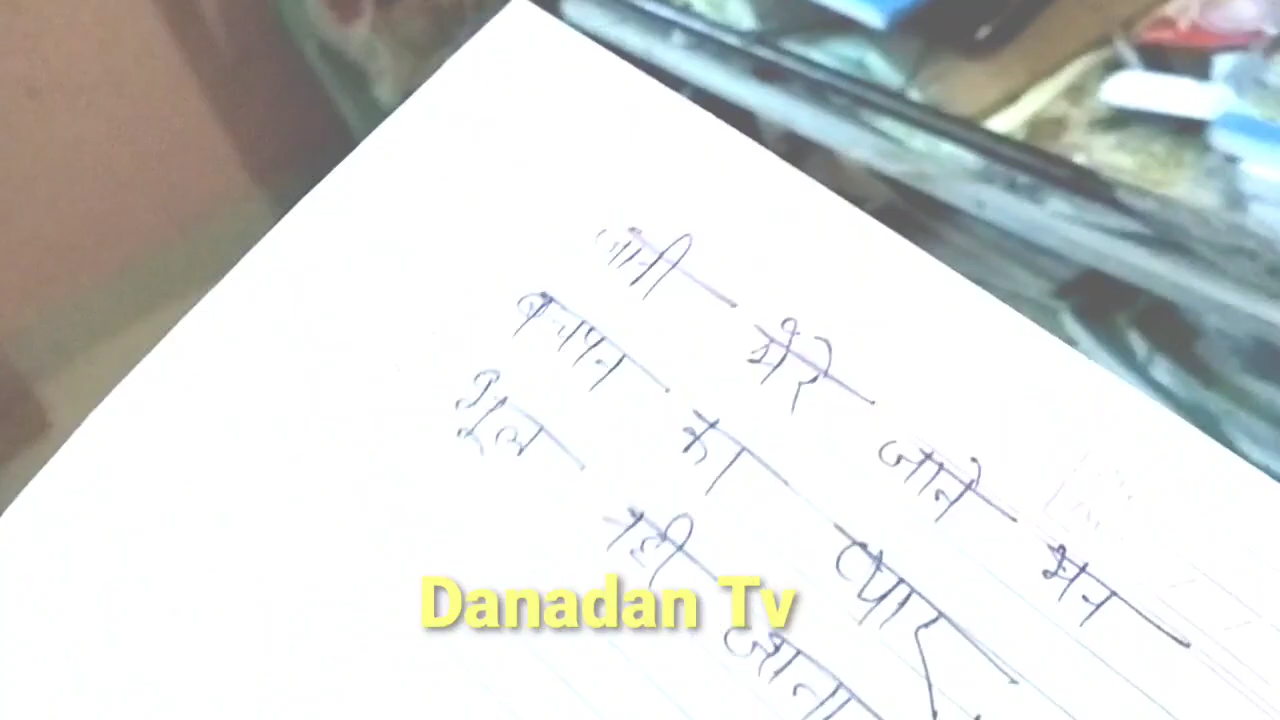 जानी मेरे जाने मन
बचपन का प्यार
भूल नही जाना
Danadan Tv